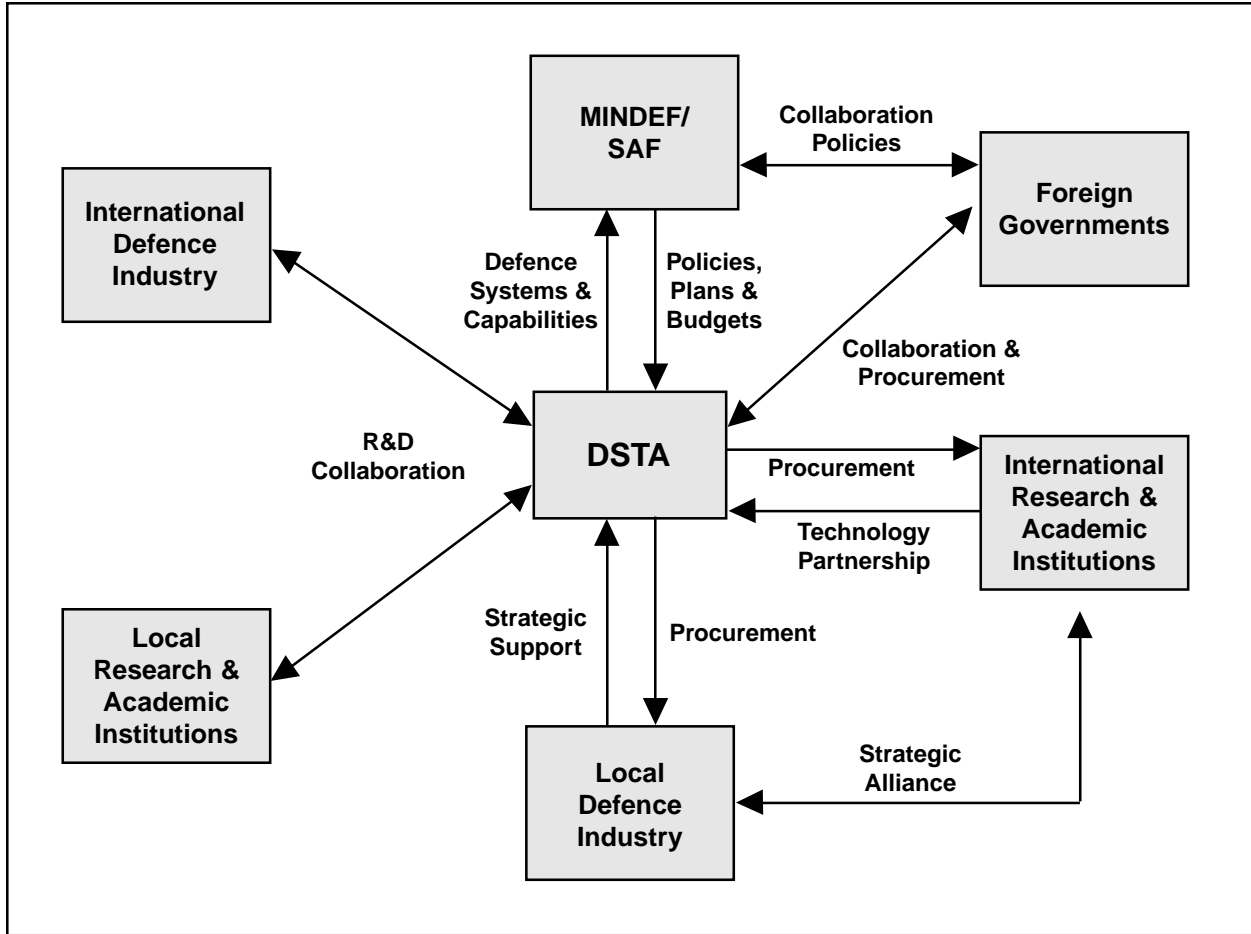 MINDEF/
SAF
Collaboration
Policies
Foreign
Governments
International
Defence
Industry
Defence
Systems &
Capabilities
Policies,
Plans &
Budgets
Collaboration &
Procurement
R&D
Collaboration
DSTA
Procurement
Technology
Partnership
International
Research &
Academic
Institutions
Local
Research &
Academic
Institutions
Strategic
Support
Procurement
Local
Defence
Industry
Strategic
Alliance